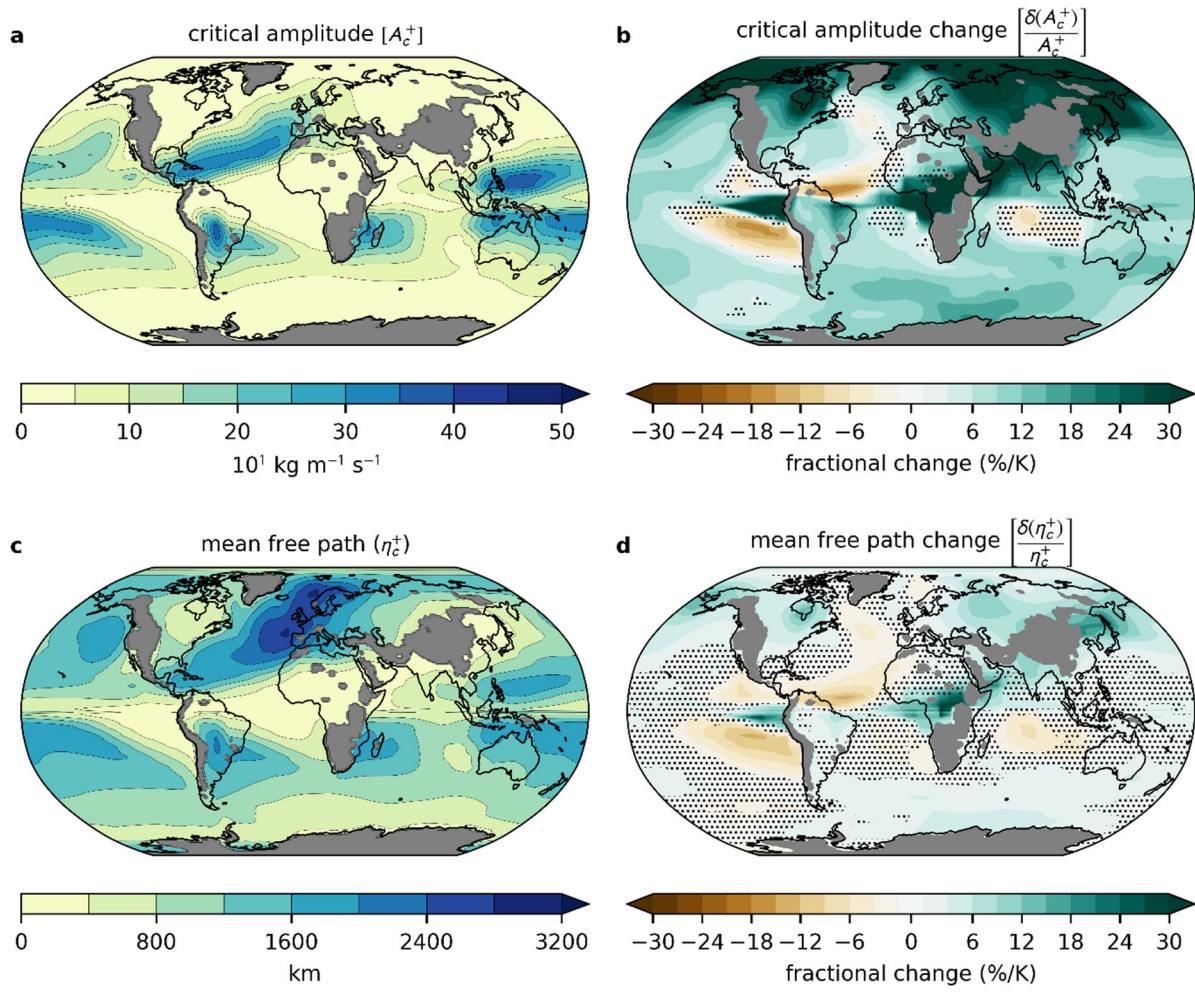 a
critical amplitude [A_c^+]
0 10 20 30 40 50
10¹ kg m⁻¹ s⁻¹
b
critical amplitude change [δ(A_c^+)/A_c^+]
−30 −24 −18 −12 −6 0 6 12 18 24 30
fractional change (%/K)
c
mean free path (η_c^+)
0 800 1600 2400 3200
km
d
mean free path change [δ(η_c^+)/η_c^+]
−30 −24 −18 −12 −6 0 6 12 18 24 30
fractional change (%/K)